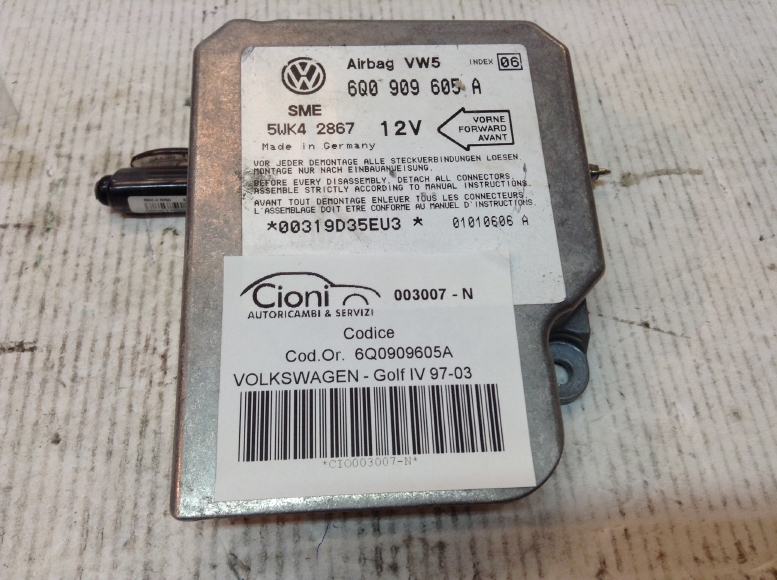 Airbag VW5 INDEX 06
6Q0 909 605 A
SME
5WK4 2867 12V
VORNE
FORWARD
AVANT
Made in Germany
VOR JEDER DEMONTAGE ALLE STECKVERBINDUNGEN LOESEN.
MONTAGE NUR NACH EINBAUANWEISUNG.
BEFORE EVERY DISASSEMBLY, DETACH ALL CONNECTORS.
ASSEMBLE STRICTLY ACCORDING TO MANUAL INSTRUCTIONS.
AVANT TOUT DEMONTAGE ENLEVER TOUS LES CONNECTEURS.
L'ASSEMBLAGE DOIT ETRE CONFORME AU MANUEL D'INSTRUCTIONS.
*00319D35EU3 * 01010606 A
Cioni 003007 - N
AUTORICAMBI & SERVIZI
Codice
Cod.Or. 6Q0909605A
VOLKSWAGEN - Golf IV 97-03
*CIO003007-N*